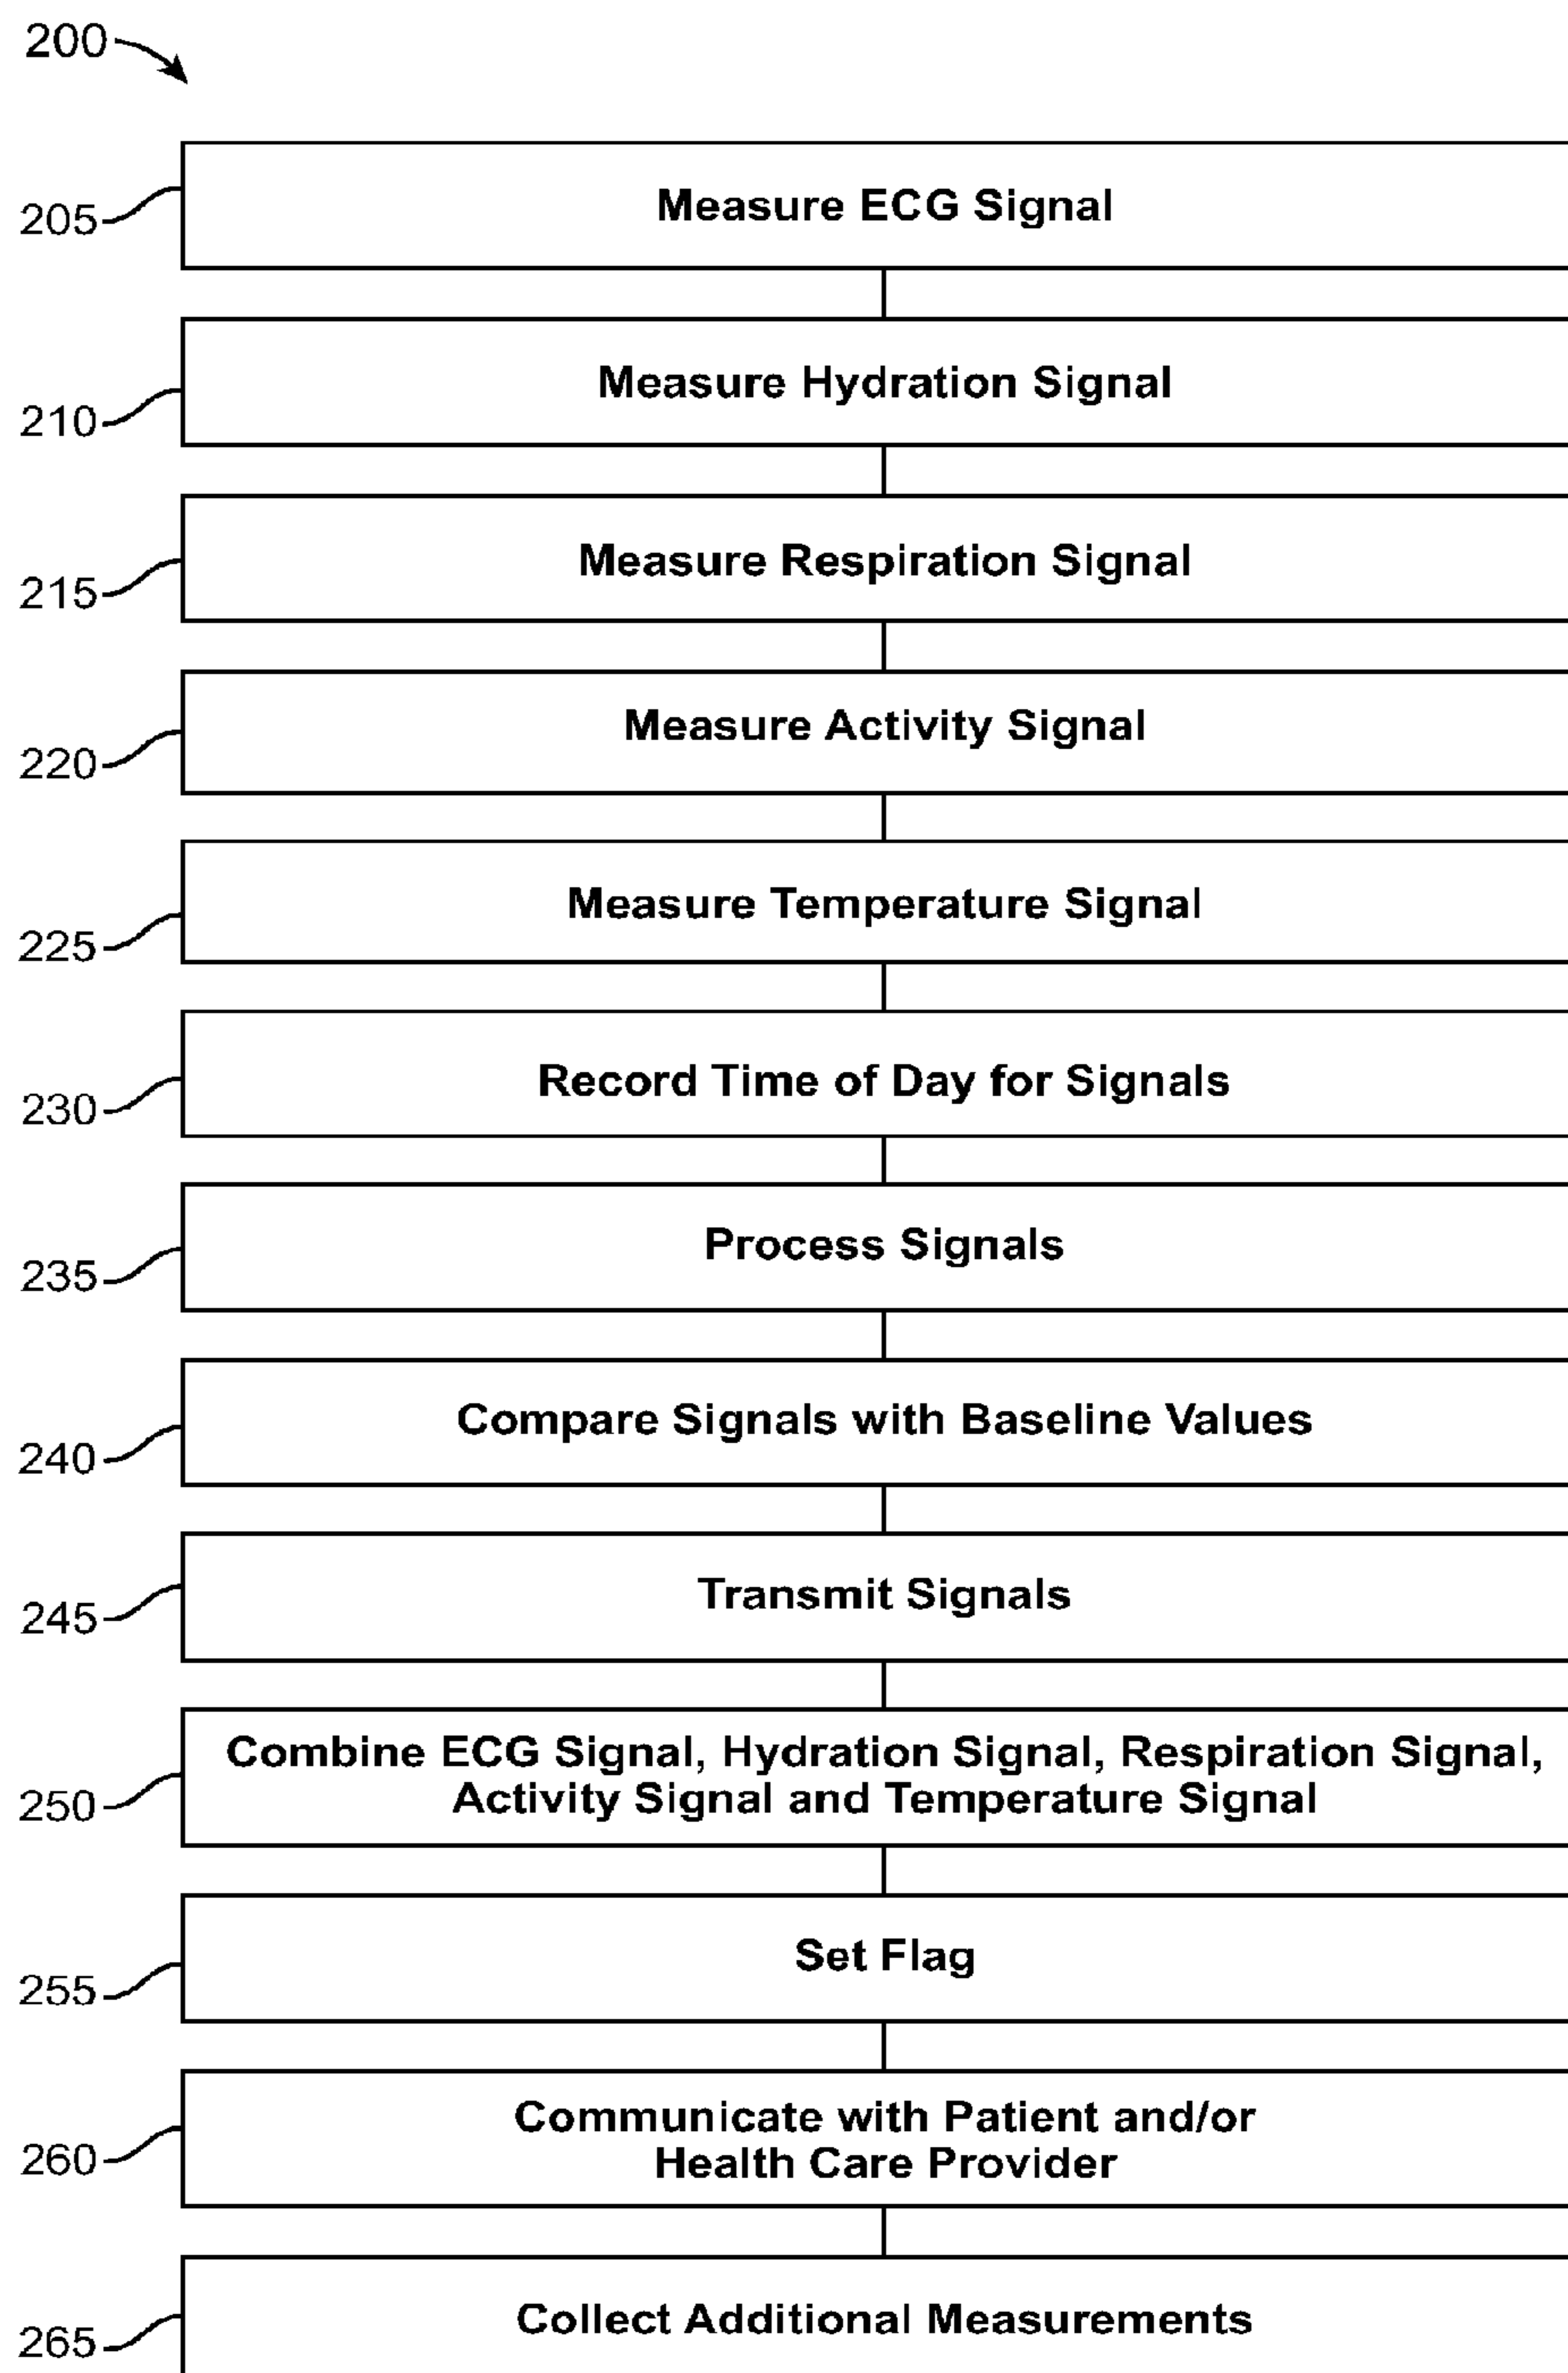 200
205
Measure ECG Signal
210
Measure Hydration Signal
215
Measure Respiration Signal
220
Measure Activity Signal
225
Measure Temperature Signal
230
Record Time of Day for Signals
235
Process Signals
240
Compare Signals with Baseline Values
245
Transmit Signals
250
Combine ECG Signal, Hydration Signal, Respiration Signal,
Activity Signal and Temperature Signal
255
Set Flag
260
Communicate with Patient and/or
Health Care Provider
265
Collect Additional Measurements